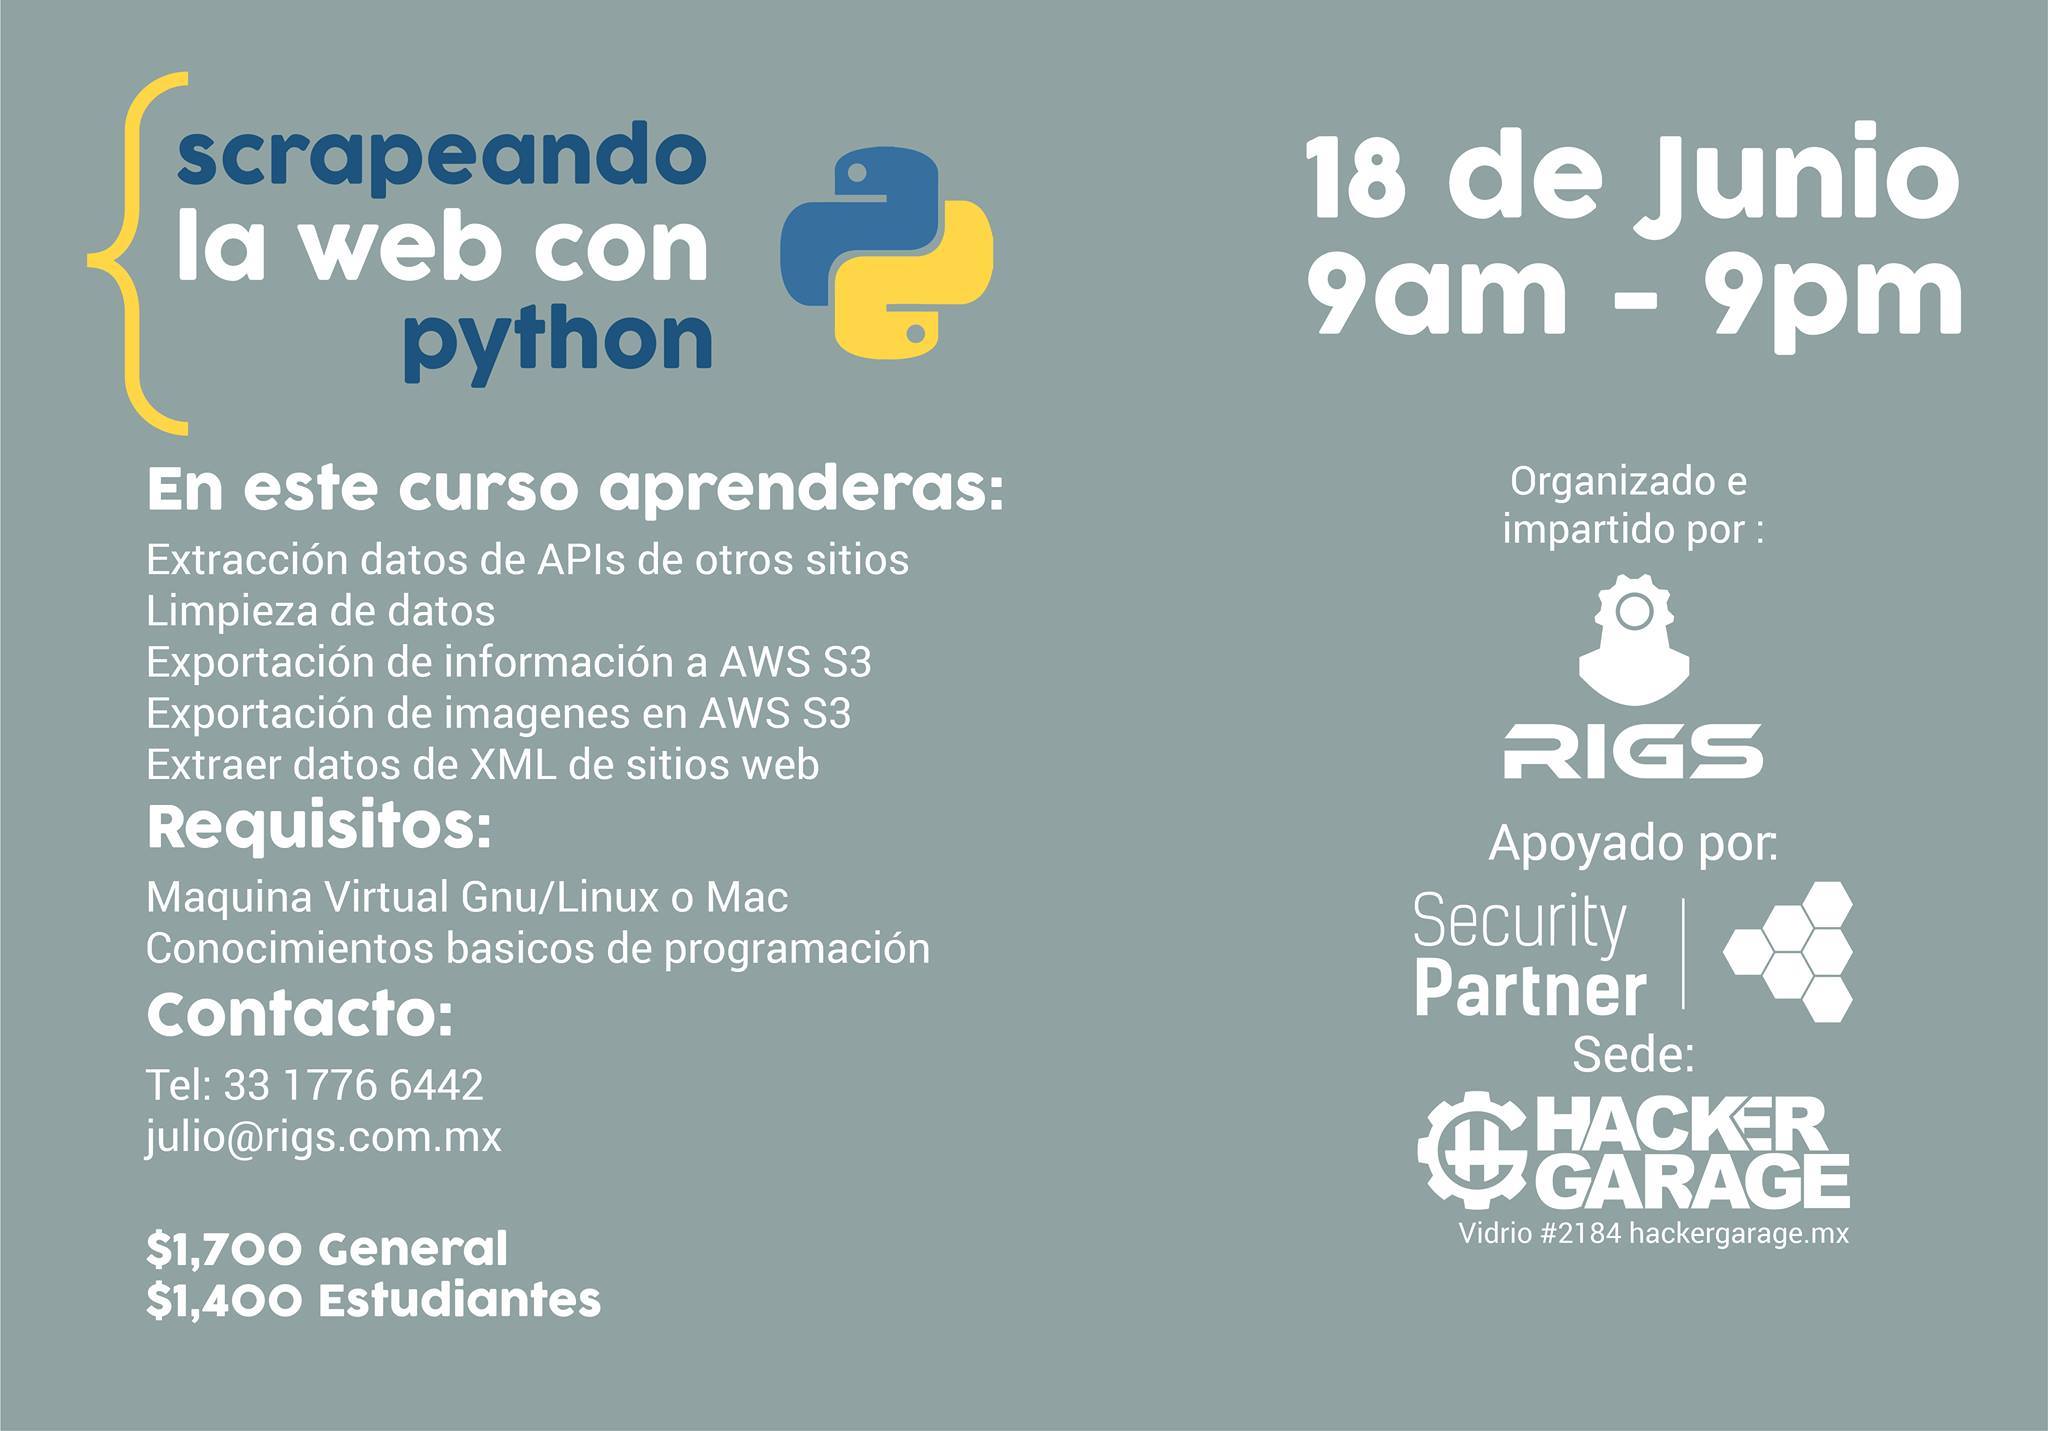 scrapeando
la web con
python
18 de Junio
9am - 9pm
En este curso aprenderas:
Extracción datos de APIs de otros sitios
Limpieza de datos
Exportación de información a AWS S3
Exportación de imagenes en AWS S3
Extraer datos de XML de sitios web
Requisitos:
Maquina Virtual Gnu/Linux o Mac
Conocimientos basicos de programación
Contacto:
Tel: 33 1776 6442
julio@rigs.com.mx
$1,700 General
$1,400 Estudiantes
Organizado e
impartido por :
RIGS
Apoyado por:
Security
Partner
Sede:
HACKER
GARAGE
Vidrio #2184 hackergarage.mx